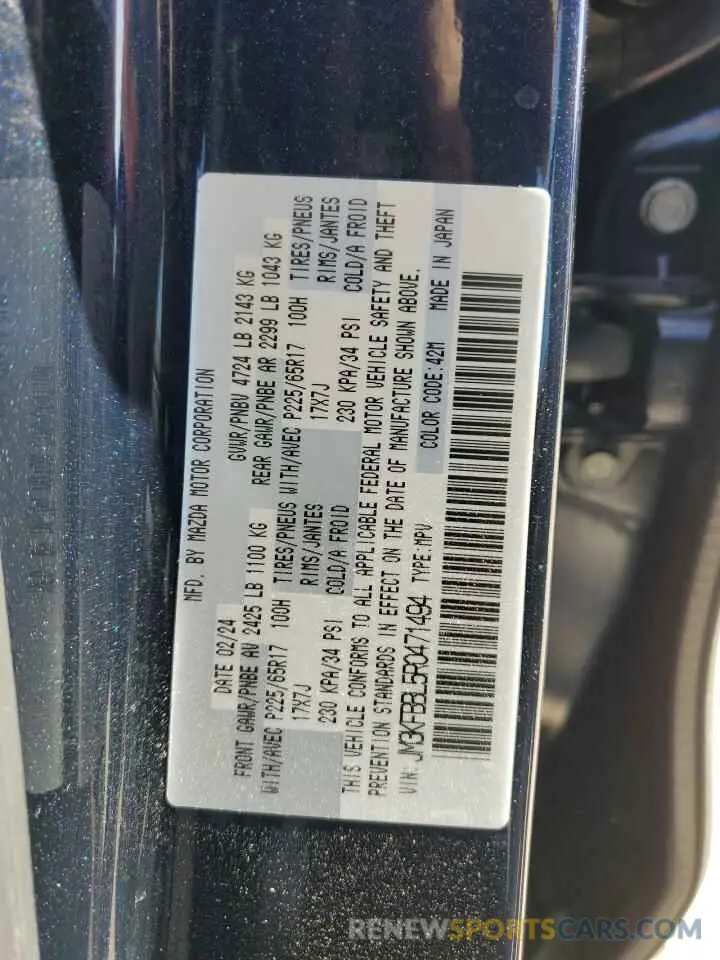 MFD. BY MAZDA MOTOR CORPORATION
DATE 02/24 GVWR/PNBV 4724 LB 2143 KG
FRONT GAWR/PNBE AV 2425 LB 1100 KG REAR GAWR/PNBE AR 2299 LB 1043 KG
WITH/AVEC P225/65R17 100H TIRES/PNEUS WITH/AVEC P225/65R17 100H TIRES/PNEUS
17X7J RIMS/JANTES 17X7J RIMS/JANTES
230 KPA/34 PSI COLD/A FROID 230 KPA/34 PSI COLD/A FROID
THIS VEHICLE CONFORMS TO ALL APPLICABLE FEDERAL MOTOR VEHICLE SAFETY AND THEFT
PREVENTION STANDARDS IN EFFECT ON THE DATE OF MANUFACTURE SHOWN ABOVE.
VIN: JM3KFBBL5R0471494 TYPE:MPV COLOR CODE:42M MADE IN JAPAN
RENEWSPORTSCARS.COM